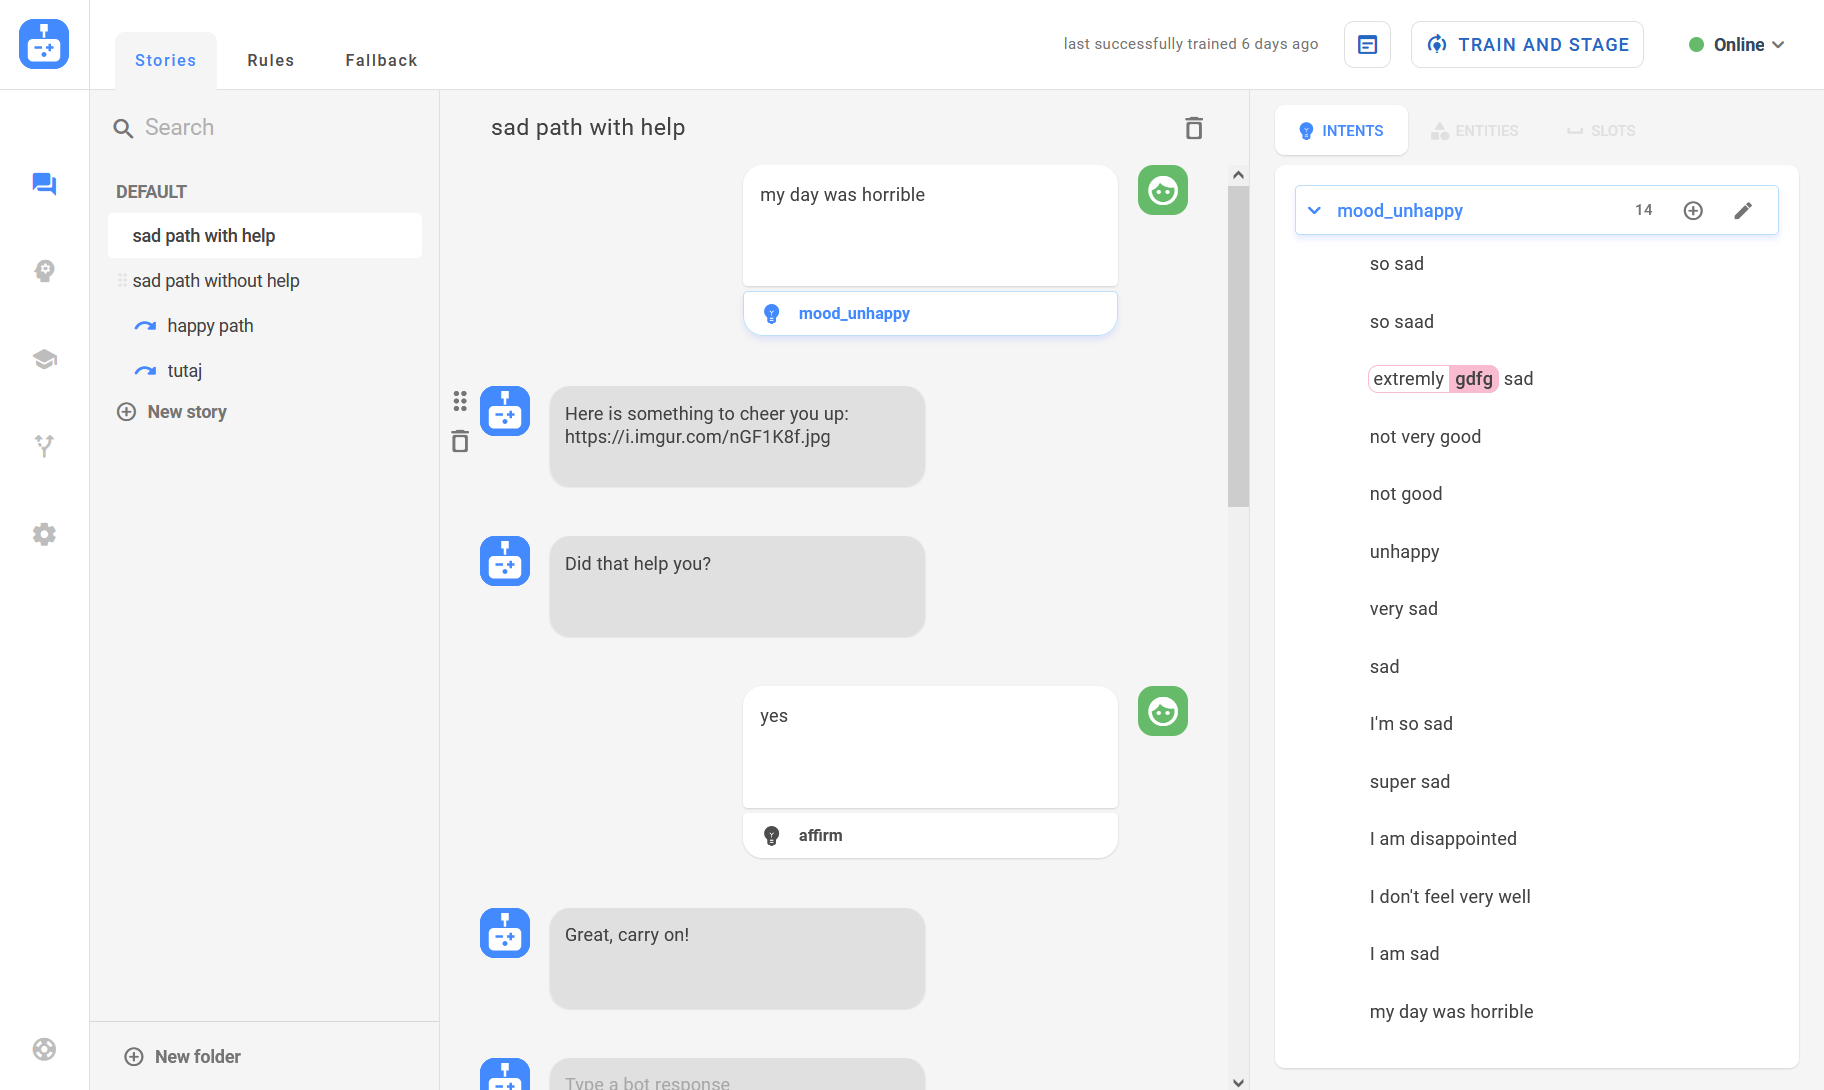 Stories
Rules
Fallback
last successfully trained 6 days ago
TRAIN AND STAGE
Online
Search
DEFAULT
sad path with help
sad path without help
happy path
tutaj
New story
New folder
sad path with help
my day was horrible
mood_unhappy
Here is something to cheer you up:
https://i.imgur.com/nGF1K8f.jpg
Did that help you?
yes
affirm
Great, carry on!
Type a bot response
INTENTS
ENTITIES
SLOTS
mood_unhappy 14
so sad
so saad
extremly gdfg sad
not very good
not good
unhappy
very sad
sad
I'm so sad
super sad
I am disappointed
I don't feel very well
I am sad
my day was horrible